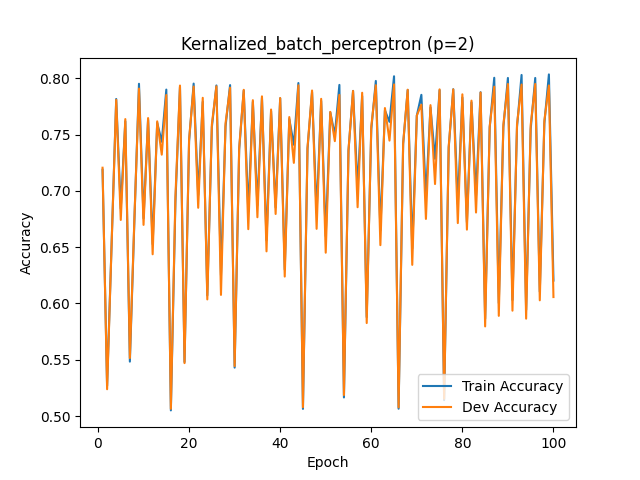 Kernalized_batch_perceptron (p=2)
0.80
0.75
0.70
0.65
0.60
0.55
0.50
Accuracy
Train Accuracy
Dev Accuracy
0 20 40 60 80 100
Epoch